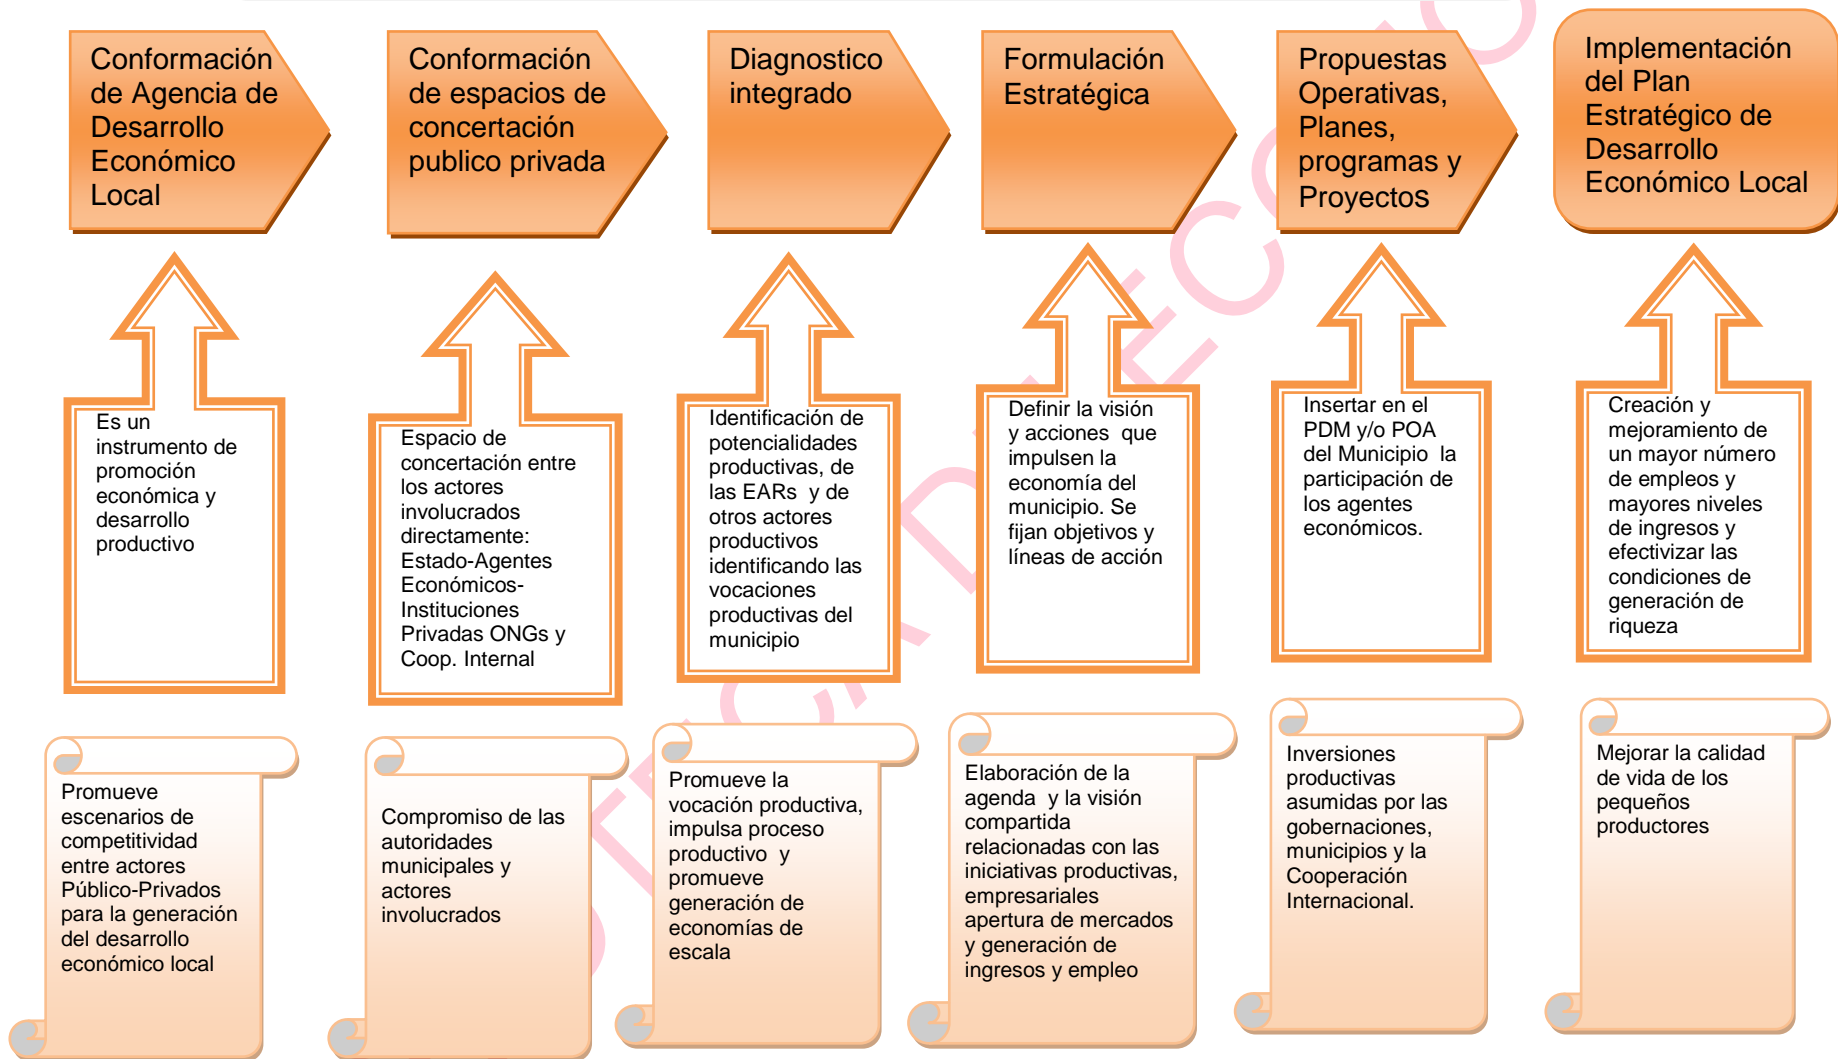 Conformación
de Agencia de
Desarrollo
Económico
Local
Conformación
de espacios de
concertación
publico privada
Diagnostico
integrado
Formulación
Estratégica
Propuestas
Operativas,
Planes,
programas y
Proyectos
Implementación
del Plan
Estratégico de
Desarrollo
Económico Local
Es un
instrumento de
promoción
económica y
desarrollo
productivo
Espacio de
concertación entre
los actores
involucrados
directamente:
Estado-Agentes
Económicos-
Instituciones
Privadas ONGs y
Coop. Internal
Identificación de
potencialidades
productivas, de
las EARs y de
otros actores
productivos
identificando las
vocaciones
productivas del
municipio
Definir la visión
y acciones que
impulsen la
economía del
municipio. Se
fijan objetivos y
líneas de acción
Insertar en el
PDM y/o POA
del Municipio la
participación de
los agentes
económicos.
Creación y
mejoramiento de
un mayor número
de empleos y
mayores niveles
de ingresos y
efectivizar las
condiciones de
generación de
riqueza
Promueve
escenarios de
competitividad
entre actores
Público-Privados
para la generación
del desarrollo
económico local
Compromiso de las
autoridades
municipales y
actores
involucrados
Promueve la
vocación productiva,
impulsa proceso
productivo y
promueve
generación de
economías de
escala
Elaboración de la
agenda y la visión
compartida
relacionadas con las
iniciativas productivas,
empresariales
apertura de mercados
y generación de
ingresos y empleo
Inversiones
productivas
asumidas por las
gobernaciones,
municipios y la
Cooperación
Internacional.
Mejorar la calidad
de vida de los
pequeños
productores